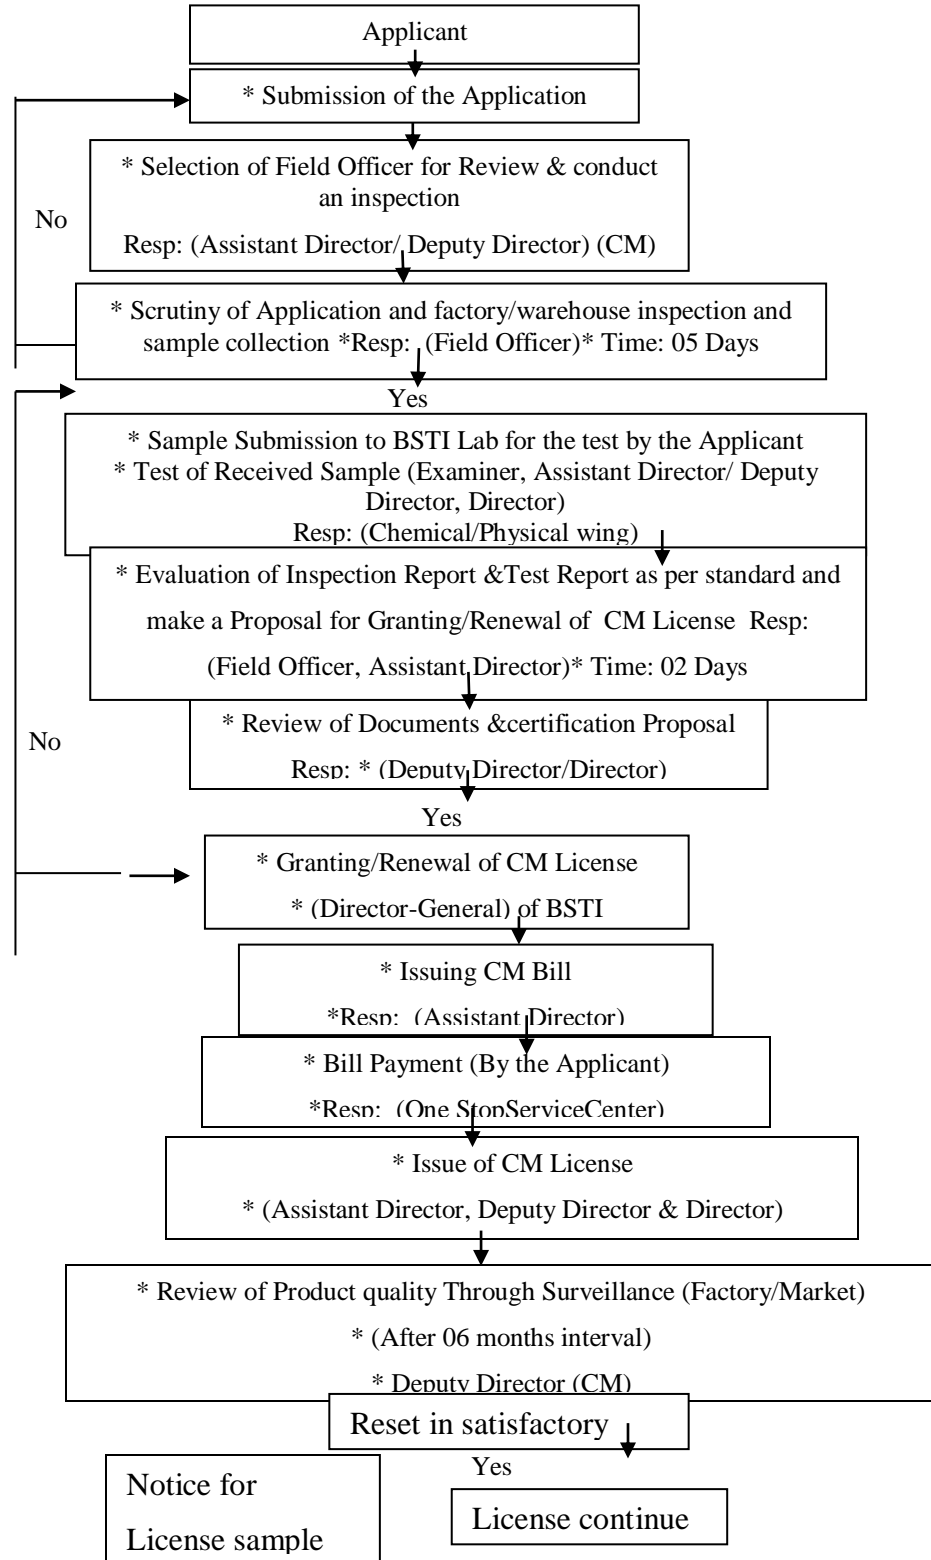 Applicant
* Submission of the Application
* Selection of Field Officer for Review & conduct
an inspection
No
Resp: (Assistant Director/ Deputy Director) (CM)
* Scrutiny of Application and factory/warehouse inspection and
sample collection *Resp: (Field Officer)* Time: 05 Days
Yes
* Sample Submission to BSTI Lab for the test by the Applicant
* Test of Received Sample (Examiner, Assistant Director/ Deputy
Director, Director)
Resp: (Chemical/Physical wing)
* Evaluation of Inspection Report &Test Report as per standard and
make a Proposal for Granting/Renewal of CM License Resp:
(Field Officer, Assistant Director)* Time: 02 Days
* Review of Documents &certification Proposal
No
Resp: * (Deputy Director/Director)
Yes
* Granting/Renewal of CM License
* (Director-General) of BSTI
* Issuing CM Bill
*Resp: (Assistant Director)
* Bill Payment (By the Applicant)
*Resp: (One StopServiceCenter)
* Issue of CM License
* (Assistant Director, Deputy Director & Director)
* Review of Product quality Through Surveillance (Factory/Market)
* (After 06 months interval)
* Deputy Director (CM)
Reset in satisfactory
Yes
Notice for
License sample
License continue